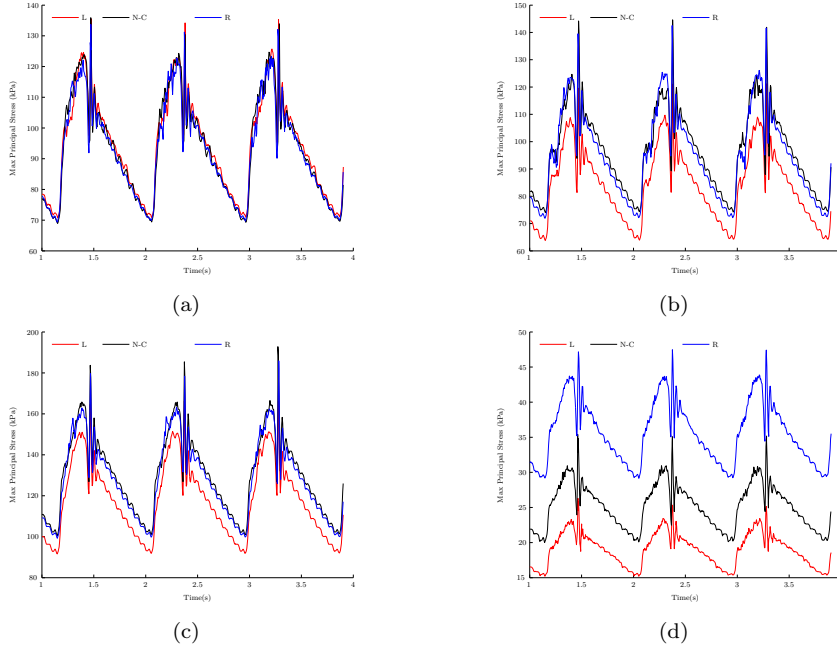 L N-C R
140
130
120
110
100
90
80
70
60
1 1.5 2 2.5 3 3.5 4
Max Principal Stress (kPa)
Time(s)
(a)
L N-C R
150
140
130
120
110
100
90
80
70
60
1 1.5 2 2.5 3 3.5
Max Principal Stress (kPa)
Time(s)
(b)
L N-C R
200
180
160
140
120
100
80
1 1.5 2 2.5 3 3.5 4
Max Principal Stress (kPa)
Time(s)
(c)
L N-C R
50
45
40
35
30
25
20
15
1 1.5 2 2.5 3 3.5
Max Principal Stress (kPa)
Time(s)
(d)